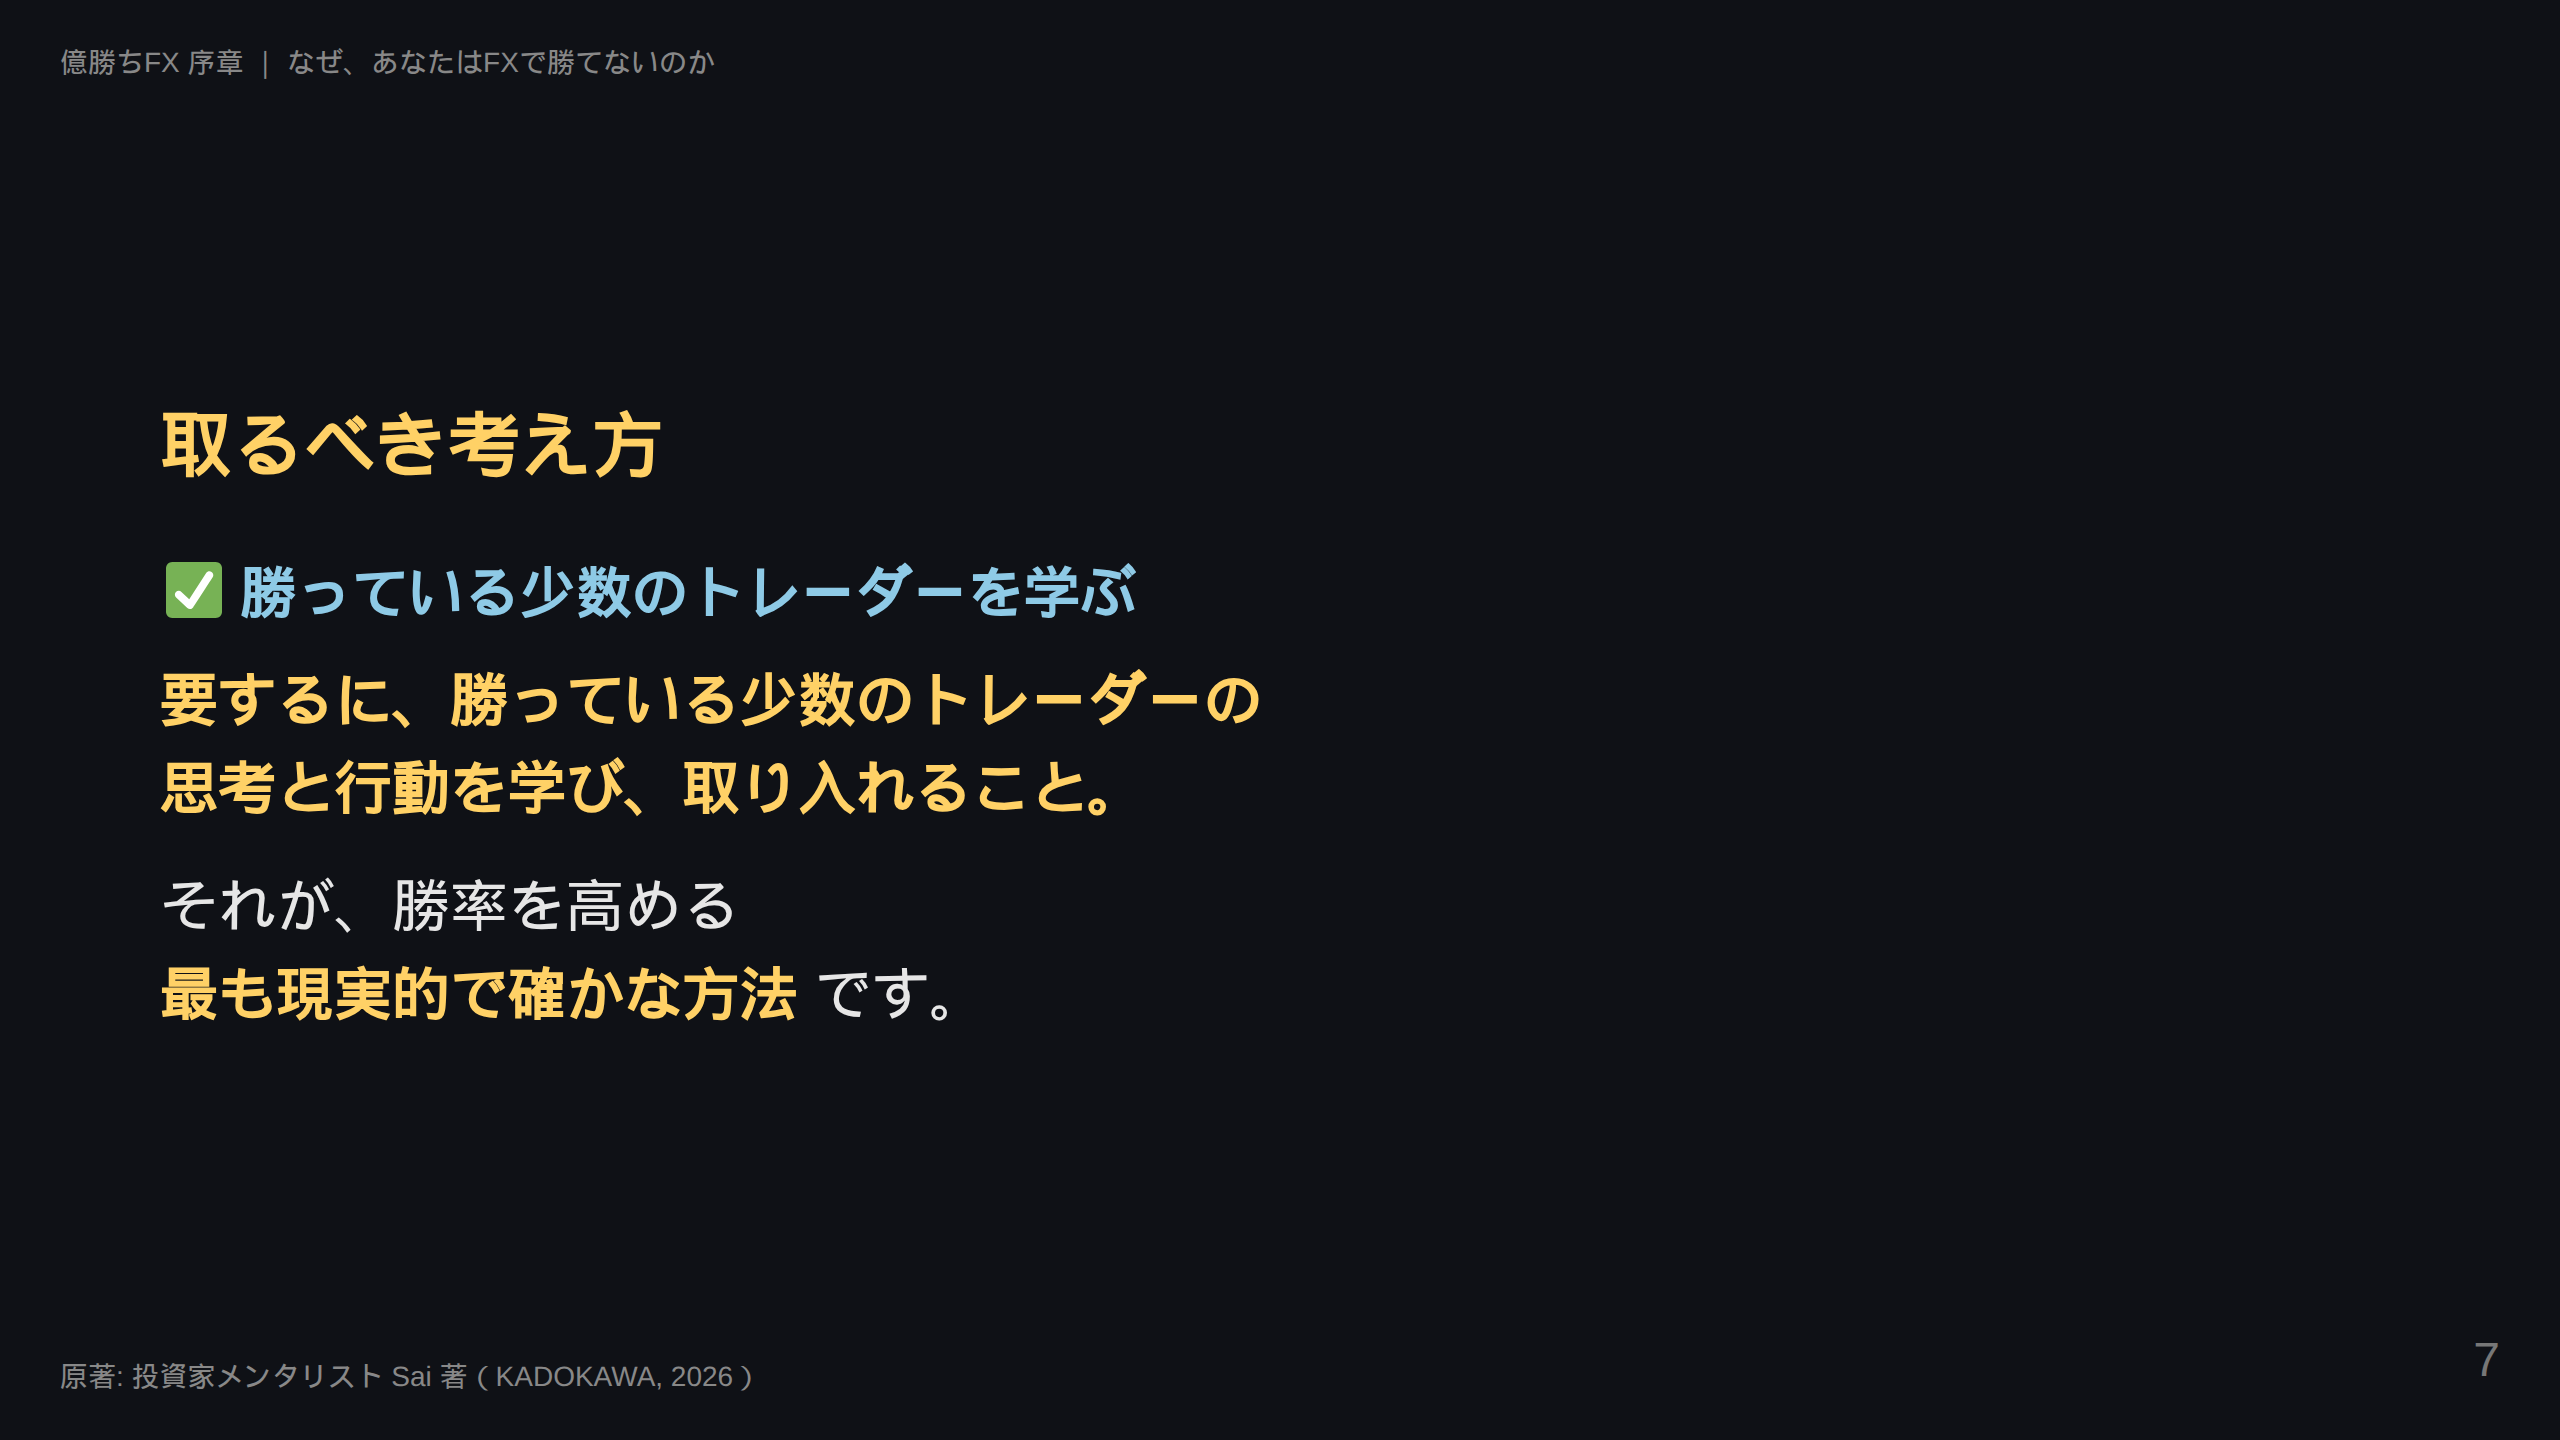 億勝ちFX 序章 ｜ なぜ、あなたはFXで勝てないのか
取るべき考え方
✅ 勝っている少数のトレーダーを学ぶ
要するに、勝っている少数のトレーダーの
思考と行動を学び、取り入れること。
それが、勝率を高める
最も現実的で確かな方法 です。
原著: 投資家メンタリスト Sai 著（KADOKAWA, 2026）
7